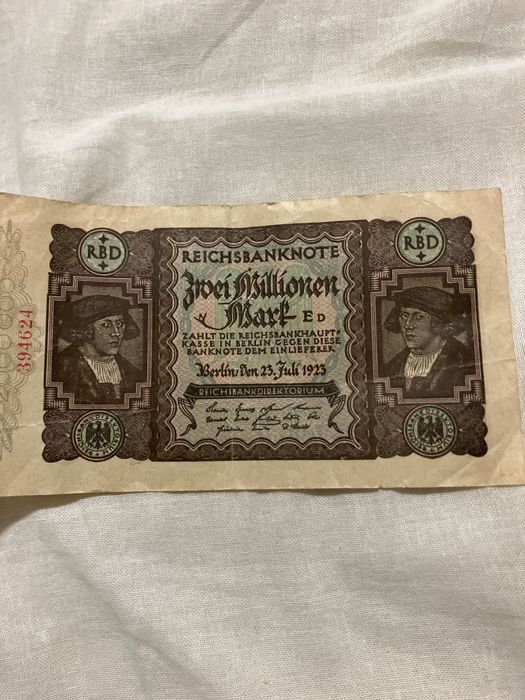 RBD
RBD
REICHSBANKNOTE
Zwei Millionen
Mark
N E D
ZAHLT DIE REICHSBANKHAUPT-
KASSE IN BERLIN GEGEN DIESE
BANKNOTE DEM EINLIEFERER
Berlin, den 23. Juli 1923
REICHSBANKDIREKTORIUM
394624